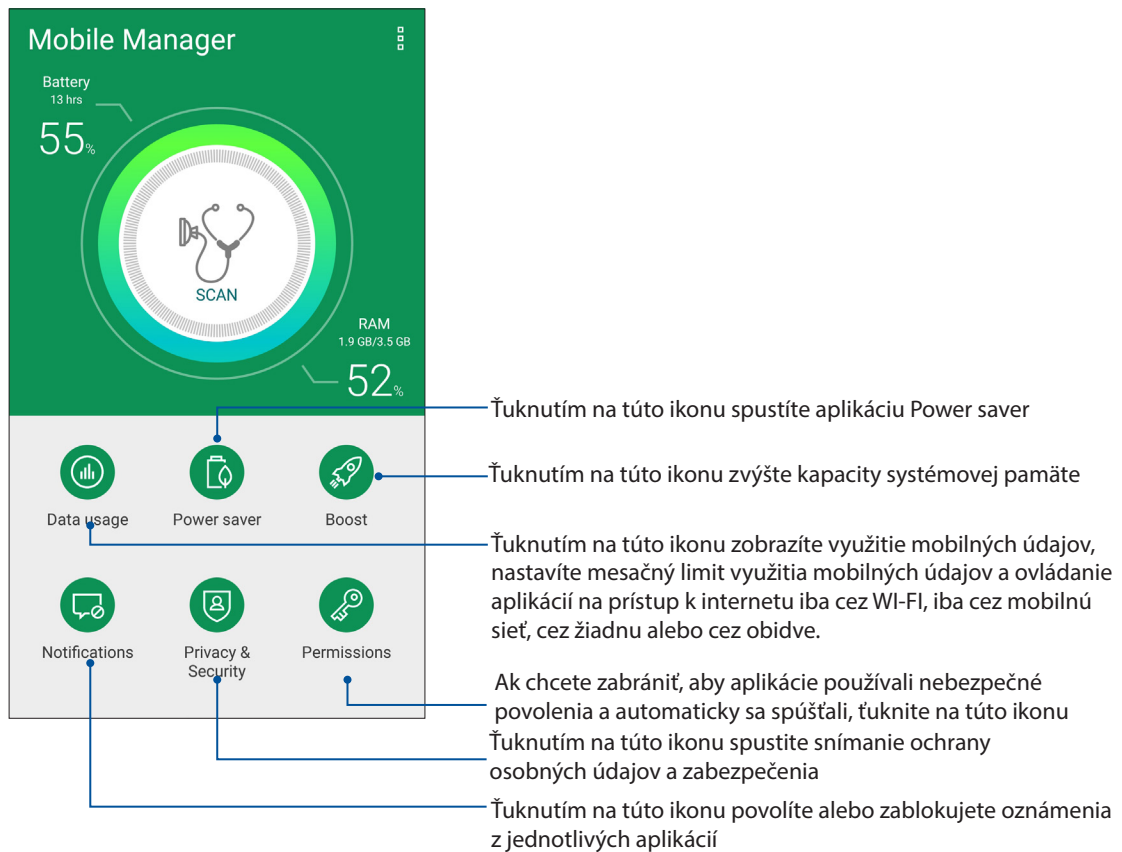 Mobile Manager
Battery
13 hrs
55%
SCAN
RAM
1.9 GB/3.5 GB
52%
Data usage
Power saver
Boost
Notifications
Privacy &
Security
Permissions
Ťuknutím na túto ikonu spustíte aplikáciu Power saver
Ťuknutím na túto ikonu zvýšte kapacity systémovej pamäte
Ťuknutím na túto ikonu zobrazíte využitie mobilných údajov,
nastavíte mesačný limit využitia mobilných údajov a ovládanie
aplikácií na prístup k internetu iba cez WI-FI, iba cez mobilnú
sieť, cez žiadnu alebo cez obidve.
Ak chcete zabrániť, aby aplikácie používali nebezpečné
povolenia a automaticky sa spúšťali, ťuknite na túto ikonu
Ťuknutím na túto ikonu spustite snímanie ochrany
osobných údajov a zabezpečenia
Ťuknutím na túto ikonu povolíte alebo zablokujete oznámenia
z jednotlivých aplikácií